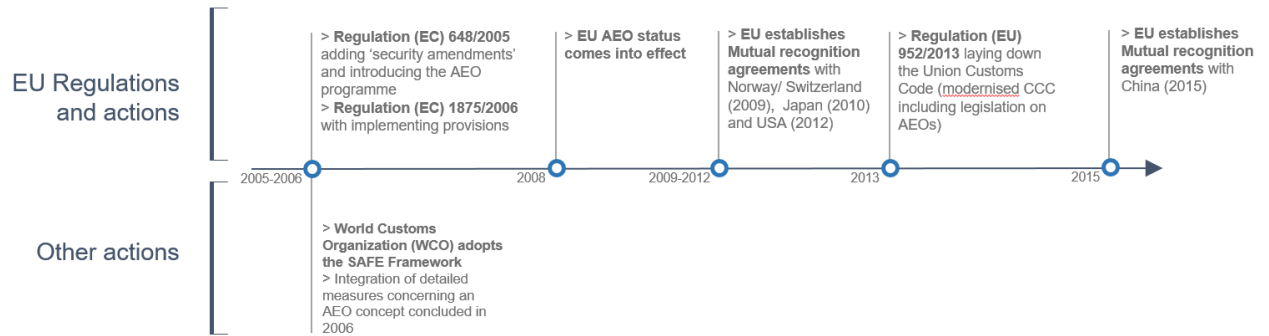 EU Regulations
and actions
> Regulation (EC) 648/2005
adding ‘security amendments’
and introducing the AEO
programme
> Regulation (EC) 1875/2006
with implementing provisions
> EU AEO status
comes into effect
> EU establishes
Mutual recognition
agreements with
Norway/ Switzerland
(2009), Japan (2010)
and USA (2012)
> Regulation (EU)
952/2013 laying down
the Union Customs
Code (modernised CCC
including legislation on
AEOs)
> EU establishes
Mutual recognition
agreements with
China (2015)
2005-2006
2008
2009-2012
2013
2015
Other actions
> World Customs
Organization (WCO) adopts
the SAFE Framework
> Integration of detailed
measures concerning an
AEO concept concluded in
2006